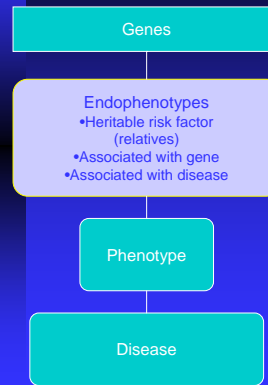 Genes
Endophenotypes
•Heritable risk factor
(relatives)
•Associated with gene
•Associated with disease
Phenotype
Disease